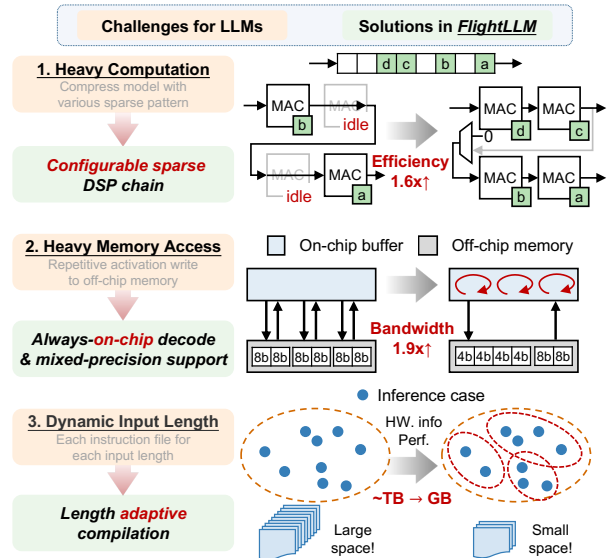 Challenges for LLMs
Solutions in FlightLLM
1. Heavy Computation
Compress model with
various sparse pattern
Configurable sparse
DSP chain
d c b a
MAC
b
MAC
idle
MAC
idle
MAC
a
Efficiency
1.6x↑
MAC
d
MAC
c
0
MAC
b
MAC
a
2. Heavy Memory Access
Repetitive activation write
to off-chip memory
Always-on-chip decode
& mixed-precision support
On-chip buffer
Off-chip memory
8b 8b 8b 8b 8b 8b
Bandwidth
1.9x↑
4b 4b 4b 4b 8b 8b
3. Dynamic Input Length
Each instruction file for
each input length
Length adaptive
compilation
Inference case
HW. info
Perf.
~TB → GB
Large
space!
Small
space!